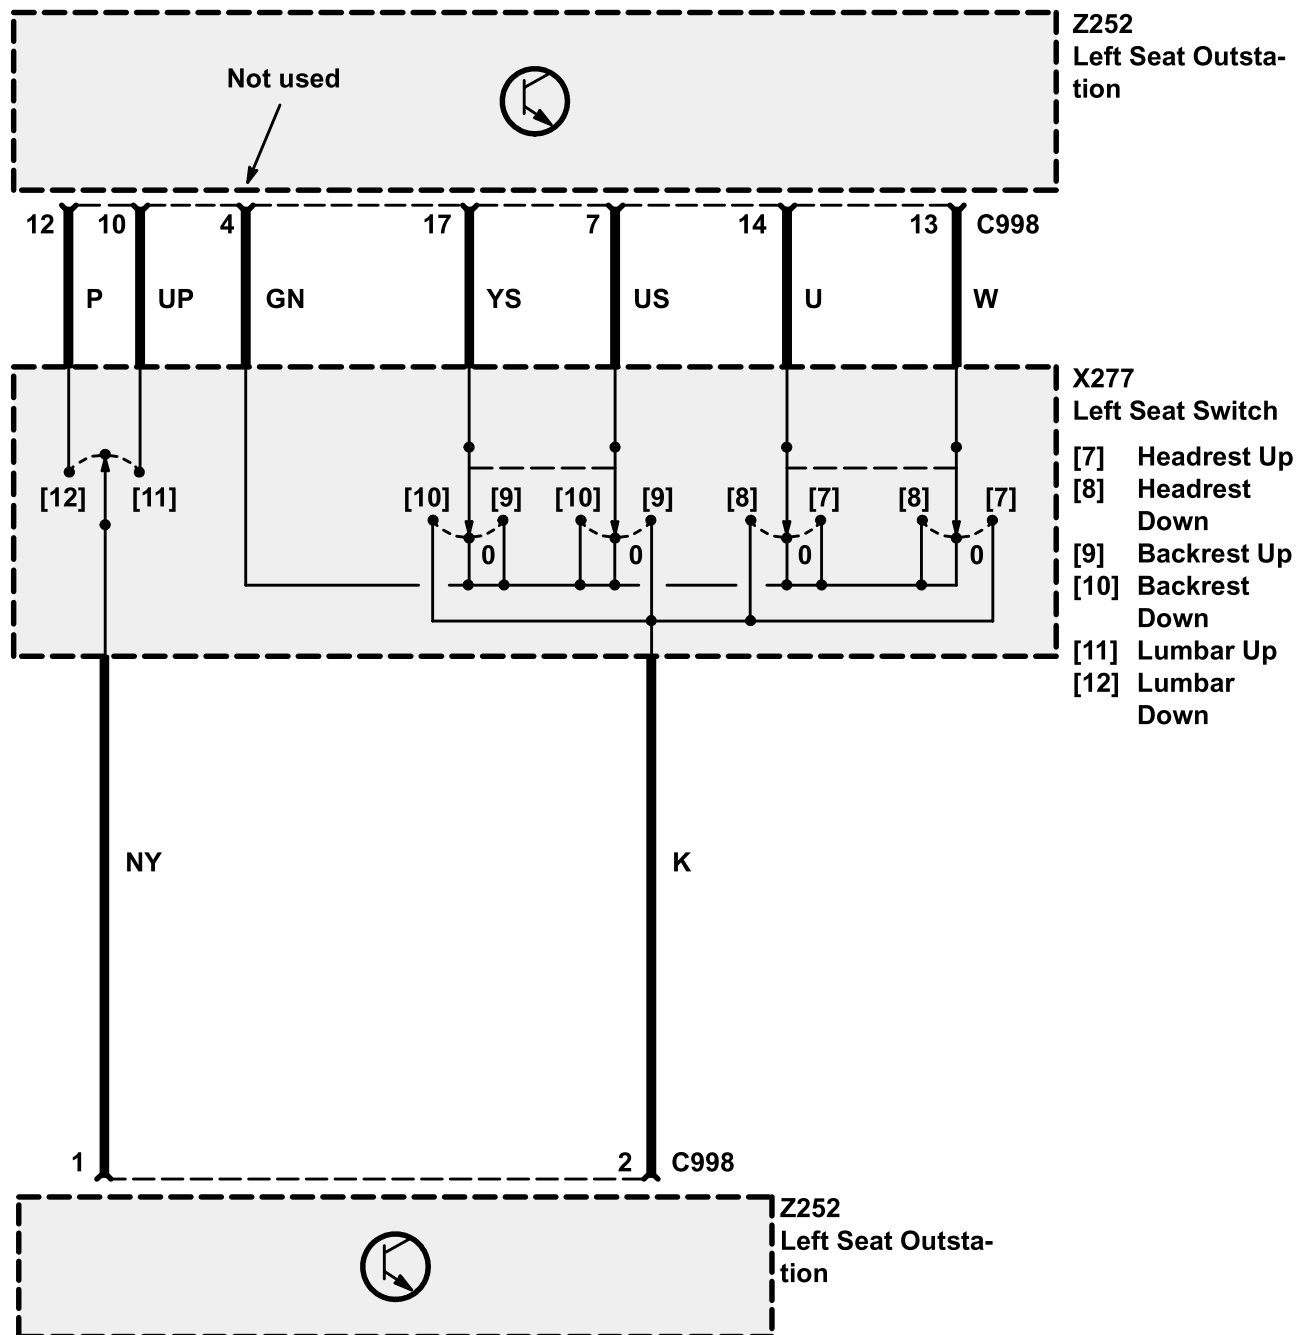 Z252
Left Seat Outsta-
tion
Not used
12 10 4 17 7 14 13 C998
P UP GN YS US U W
X277
Left Seat Switch
[7] Headrest Up
[8] Headrest
Down
[9] Backrest Up
[10] Backrest
Down
[11] Lumbar Up
[12] Lumbar
Down
[12] [11] [10] [9] [10] [9] [8] [7] [8] [7]
0 0 0 0
NY K
1 2 C998
Z252
Left Seat Outsta-
tion